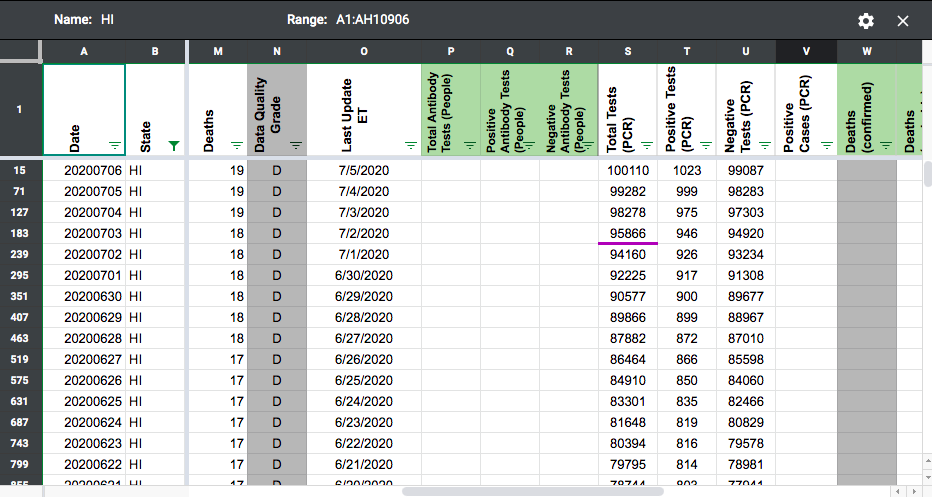 Name: HI Range: A1:AH10906
A B M N O P Q R S T U V W
1 Date State Deaths Data Quality Grade Last Update ET Total Antibody Tests (People) Positive Antibody Tests (People) Negative Antibody Tests (People) Total Tests (PCR) Positive Tests (PCR) Negative Tests (PCR) Positive Cases (PCR) Deaths (confirmed) Deaths
15 20200706 HI 19 D 7/5/2020 100110 1023 99087
71 20200705 HI 19 D 7/4/2020 99282 999 98283
127 20200704 HI 19 D 7/3/2020 98278 975 97303
183 20200703 HI 18 D 7/2/2020 95866 946 94920
239 20200702 HI 18 D 7/1/2020 94160 926 93234
295 20200701 HI 18 D 6/30/2020 92225 917 91308
351 20200630 HI 18 D 6/29/2020 90577 900 89677
407 20200629 HI 18 D 6/28/2020 89866 899 88967
463 20200628 HI 18 D 6/27/2020 87882 872 87010
519 20200627 HI 17 D 6/26/2020 86464 866 85598
575 20200626 HI 17 D 6/25/2020 84910 850 84060
631 20200625 HI 17 D 6/24/2020 83301 835 82466
687 20200624 HI 17 D 6/23/2020 81648 819 80829
743 20200623 HI 17 D 6/22/2020 80394 816 79578
799 20200622 HI 17 D 6/21/2020 79795 814 78981